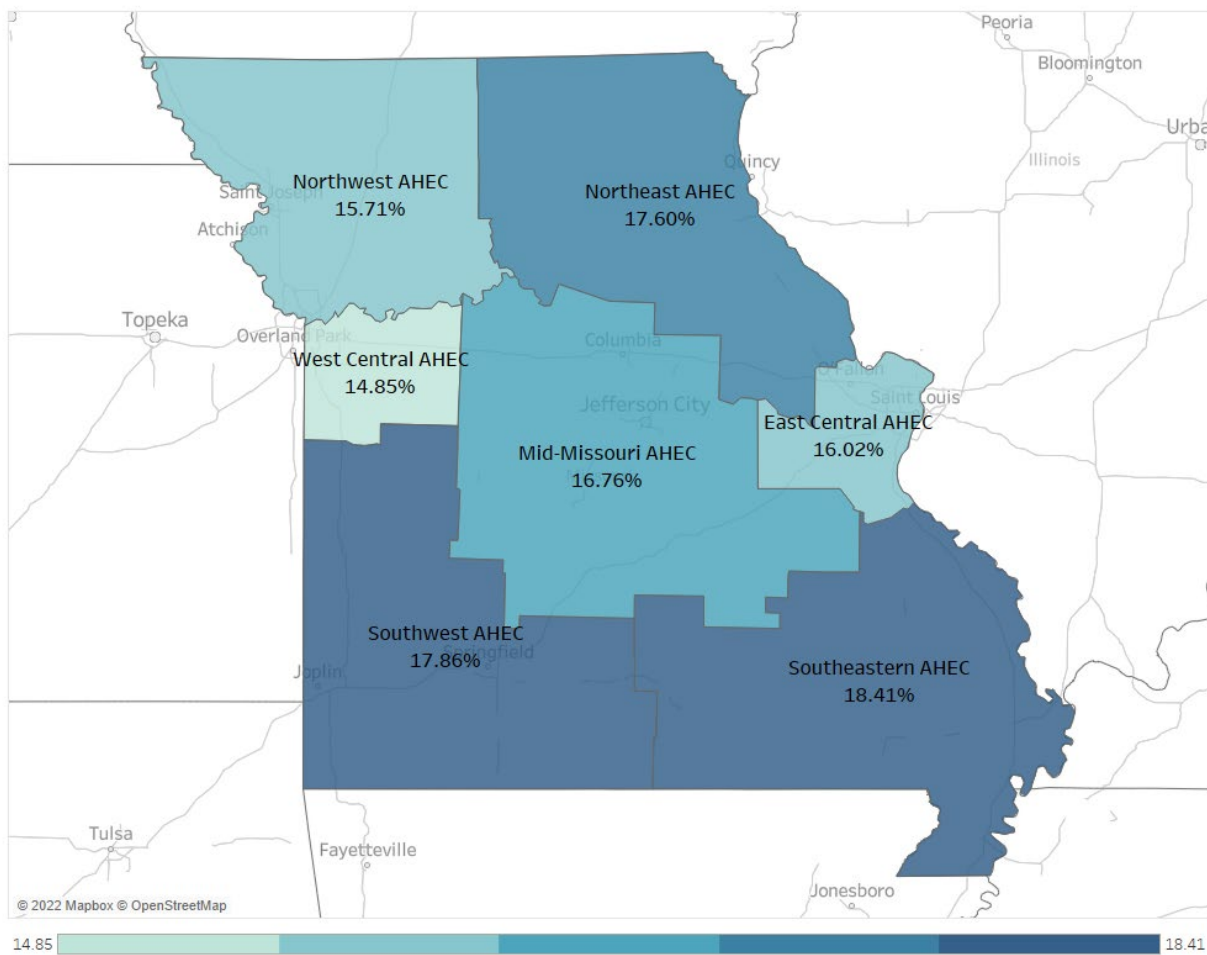 Peoria
Bloomington
Urba
Quincy
Illinois
Northwest AHEC
15.71%
Saint Joseph
Atchison
Northeast AHEC
17.60%
Topeka
Overland Park
West Central AHEC
14.85%
Columbia
Jefferson City
O'Fallon
Saint Louis
East Central AHEC
16.02%
Mid-Missouri AHEC
16.76%
Southwest AHEC
17.86%
Springfield
Joplin
Southeastern AHEC
18.41%
Tulsa
Fayetteville
Jonesboro
© 2022 Mapbox © OpenStreetMap
14.85
18.41